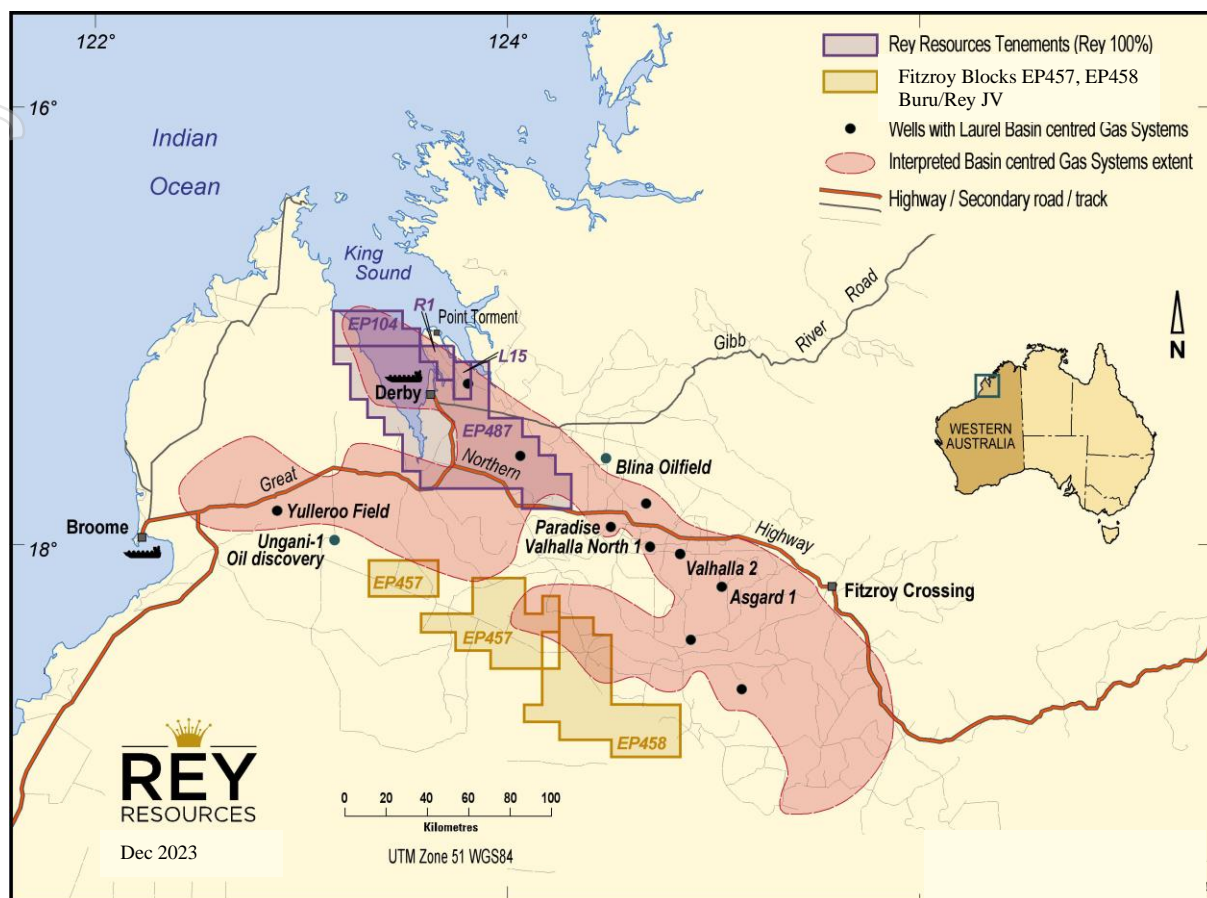 122°
124°
16°
18°
Rey Resources Tenements (Rey 100%)
Fitzroy Blocks EP457, EP458
Buru/Rey JV
Wells with Laurel Basin centred Gas Systems
Interpreted Basin centred Gas Systems extent
Highway / Secondary road / track
Indian
Ocean
King
Sound
R1
EP104
Point Torment
L15
Gibb River Road
N
Derby
EP487
WESTERN
AUSTRALIA
Great Northern Highway
Blina Oilfield
Yulleroo Field
Broome
Ungani-1
Oil discovery
Paradise
Valhalla North 1
Valhalla 2
Asgard 1
Fitzroy Crossing
EP457
EP457
EP458
REY
RESOURCES
Dec 2023
0 20 40 60 80 100
Kilometres
UTM Zone 51 WGS84